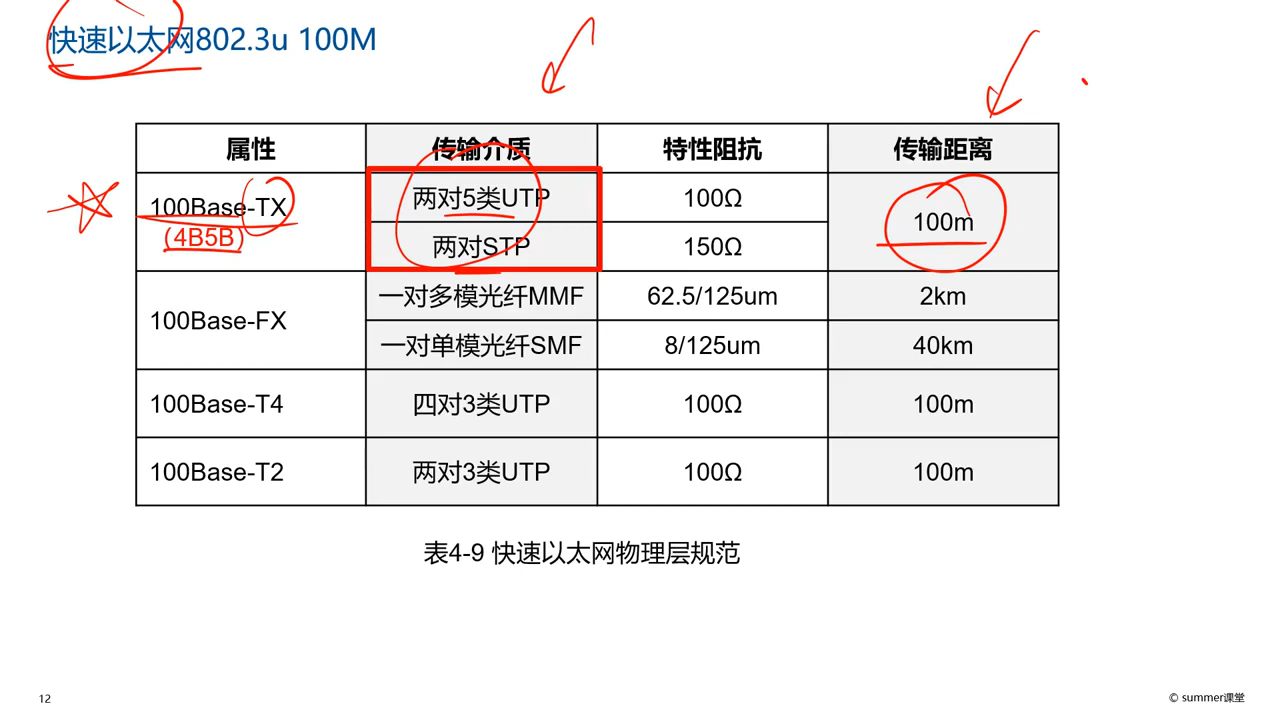 快速以太网802.3u 100M
属性 传输介质 特性阻抗 传输距离
100Base-TX
(4B5B)
两对5类UTP 100Ω
100m
两对STP 150Ω
100Base-FX
一对多模光纤MMF 62.5/125um 2km
一对单模光纤SMF 8/125um 40km
100Base-T4 四对3类UTP 100Ω 100m
100Base-T2 两对3类UTP 100Ω 100m
表4-9 快速以太网物理层规范
12
© summer课堂